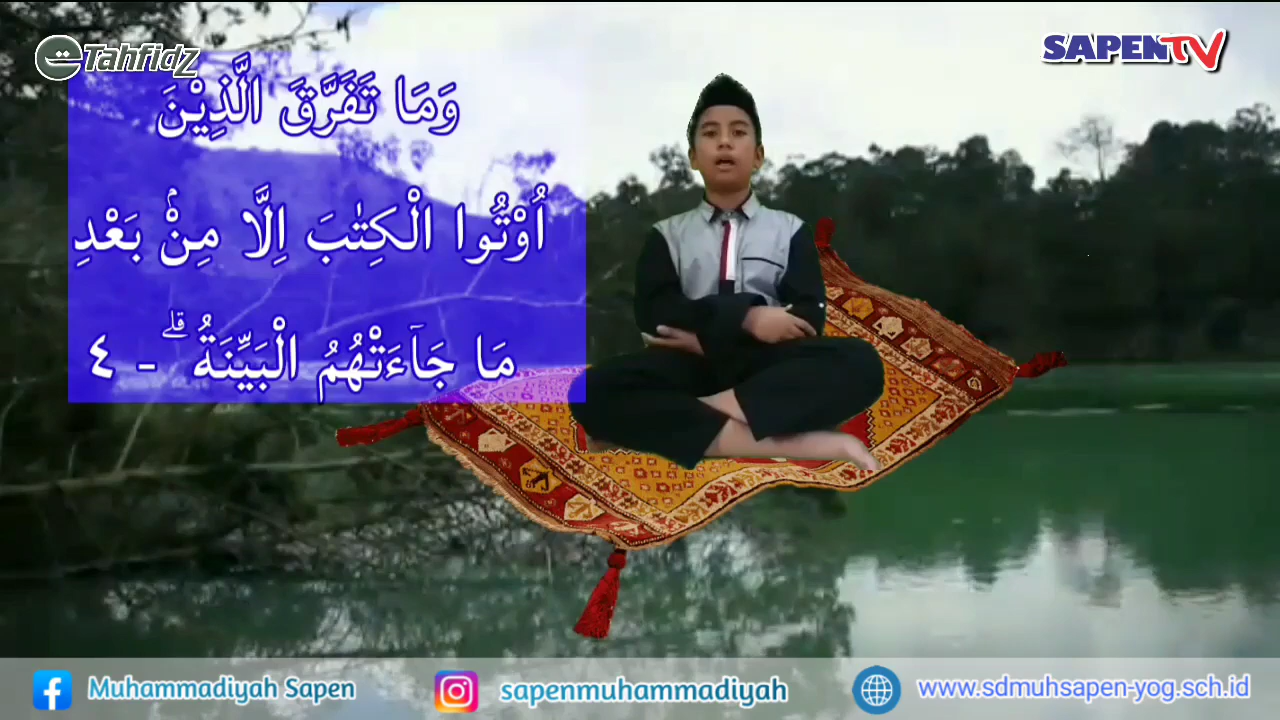 Tahfidz
SAPENTV
وَمَا تَفَرَّقَ الَّذِيْنَ
اُوْتُوا الْكِتٰبَ اِلَّا مِنْۢ بَعْدِ
مَا جَاۤءَتْهُمُ الْبَيِّنَةُ ۗ - ٤
Muhammadiyah Sapen
sapenmuhammadiyah
www.sdmuhsapen-yog.sch.id